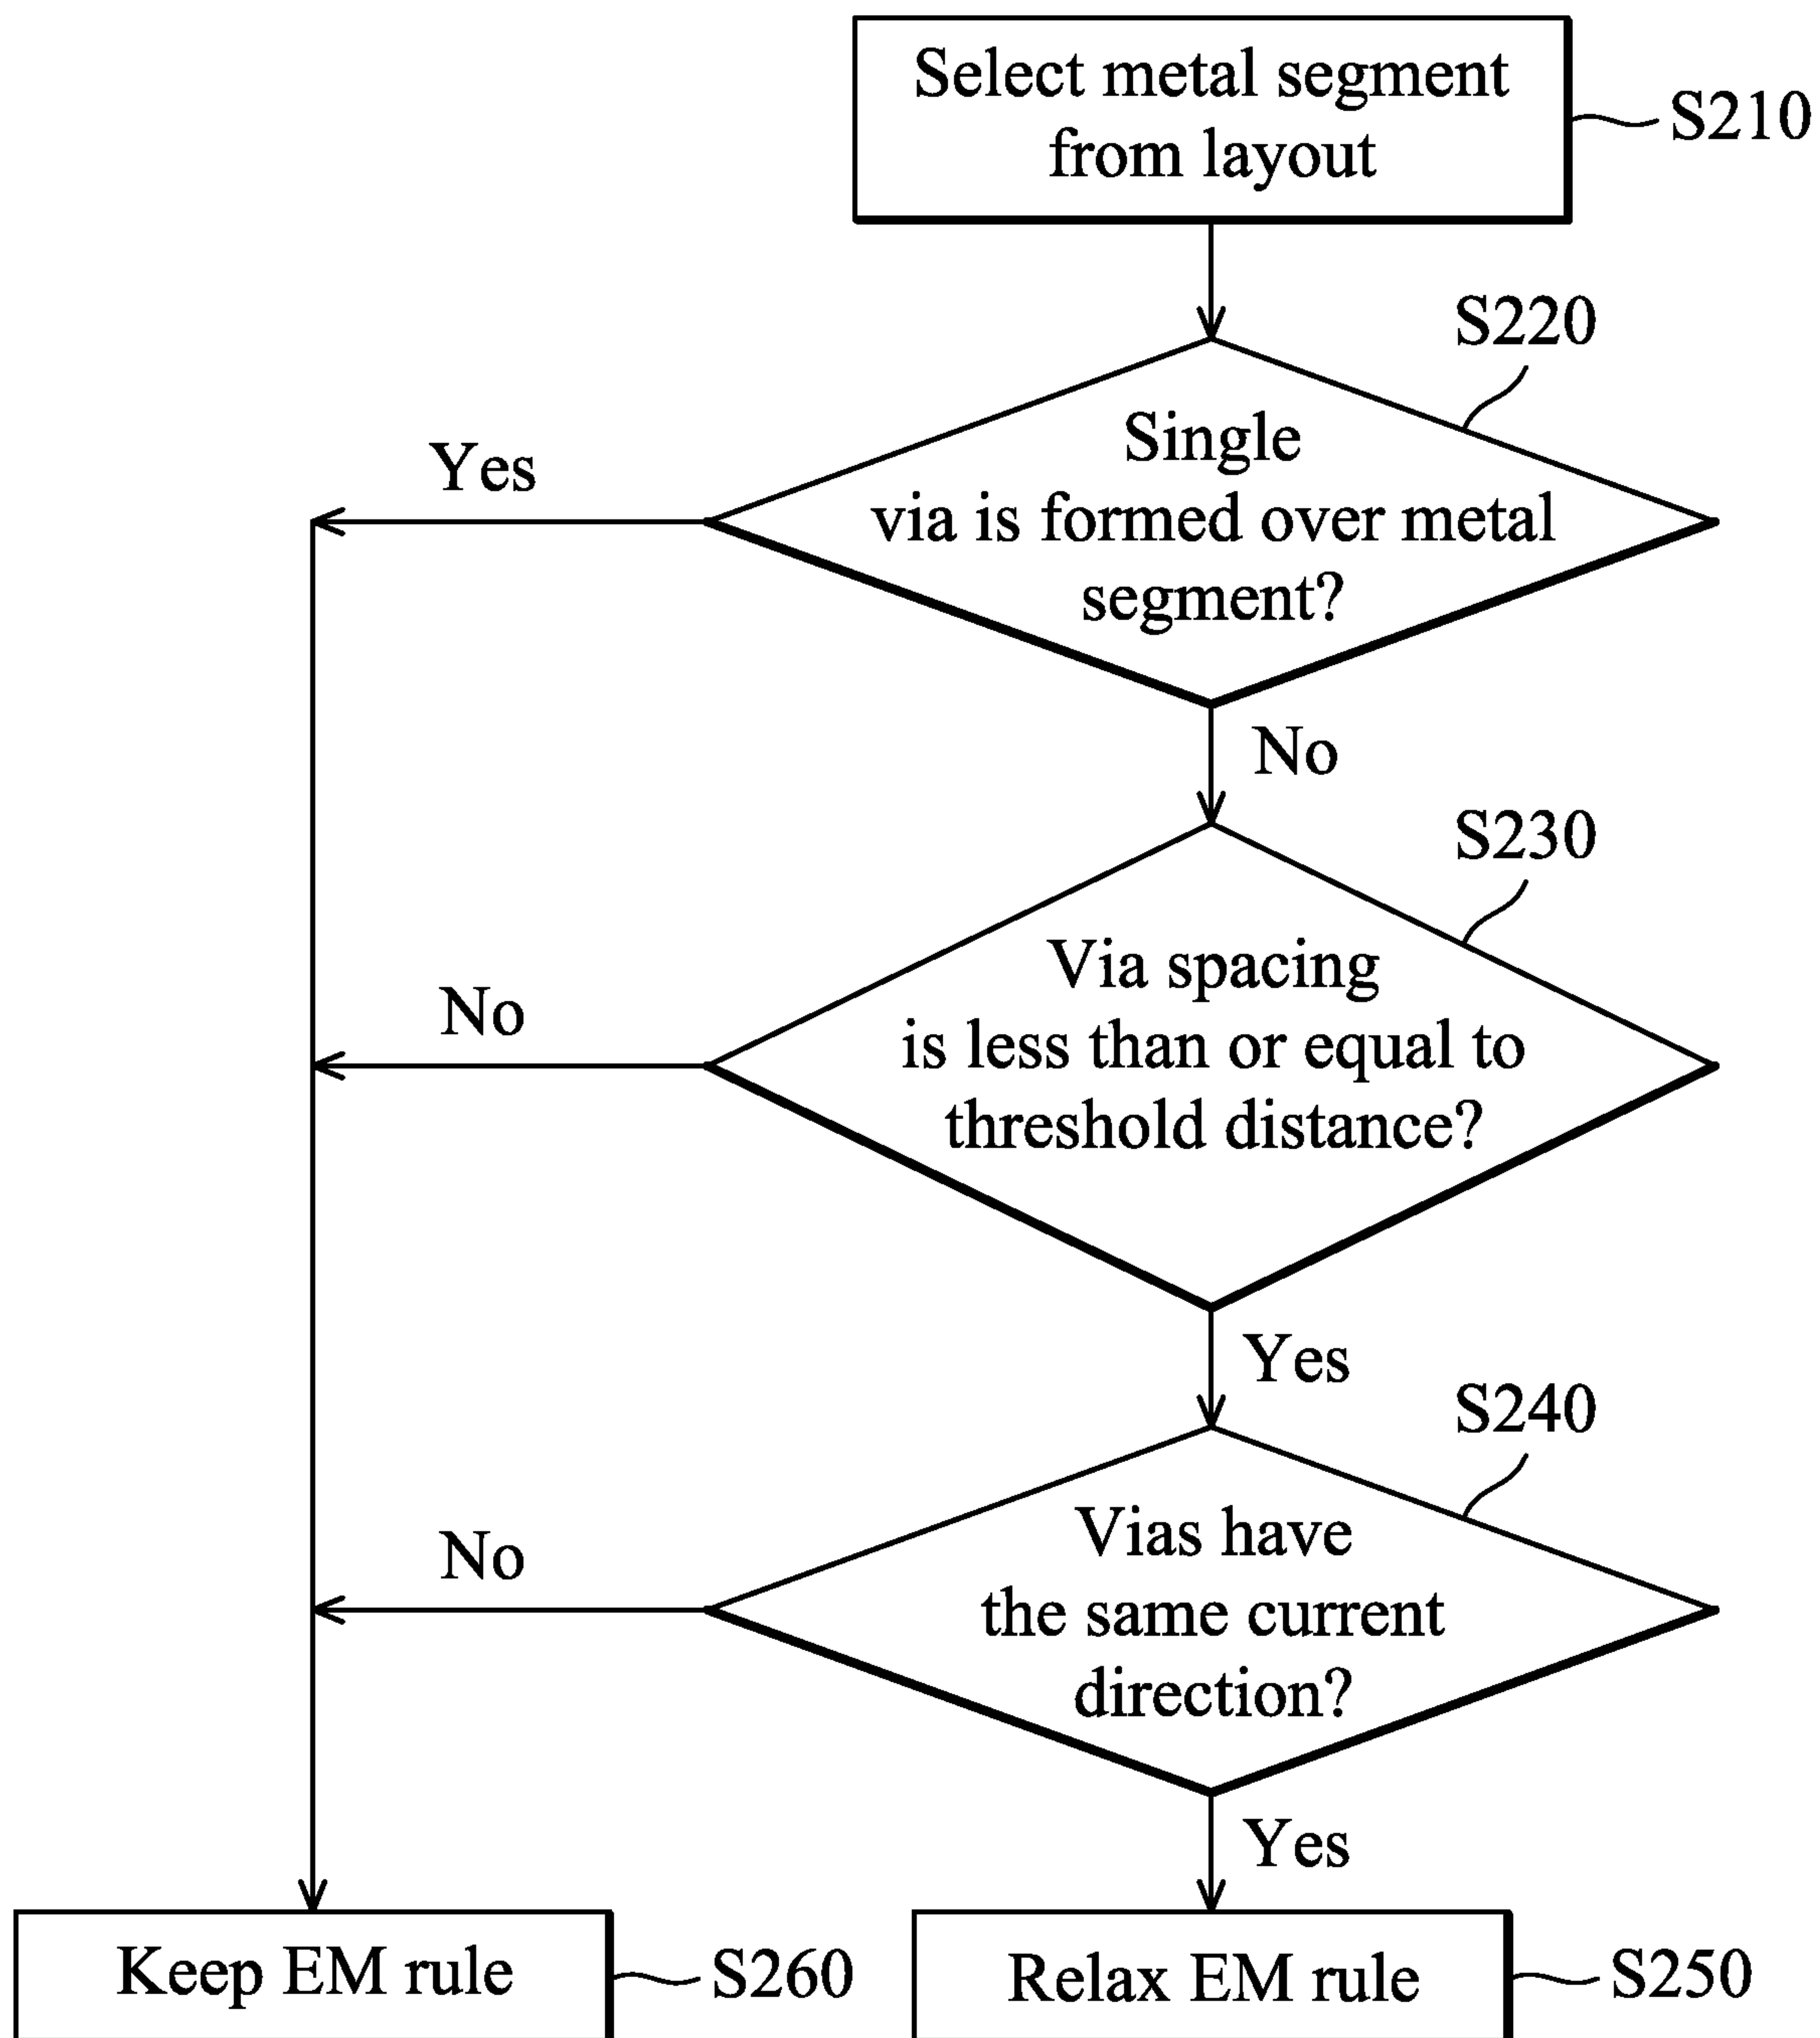 Select metal segment
from layout
S210
S220
Single
via is formed over metal
segment?
Yes
No
S230
Via spacing
is less than or equal to
threshold distance?
No
Yes
S240
Vias have
the same current
direction?
No
Yes
Keep EM rule
S260
Relax EM rule
S250